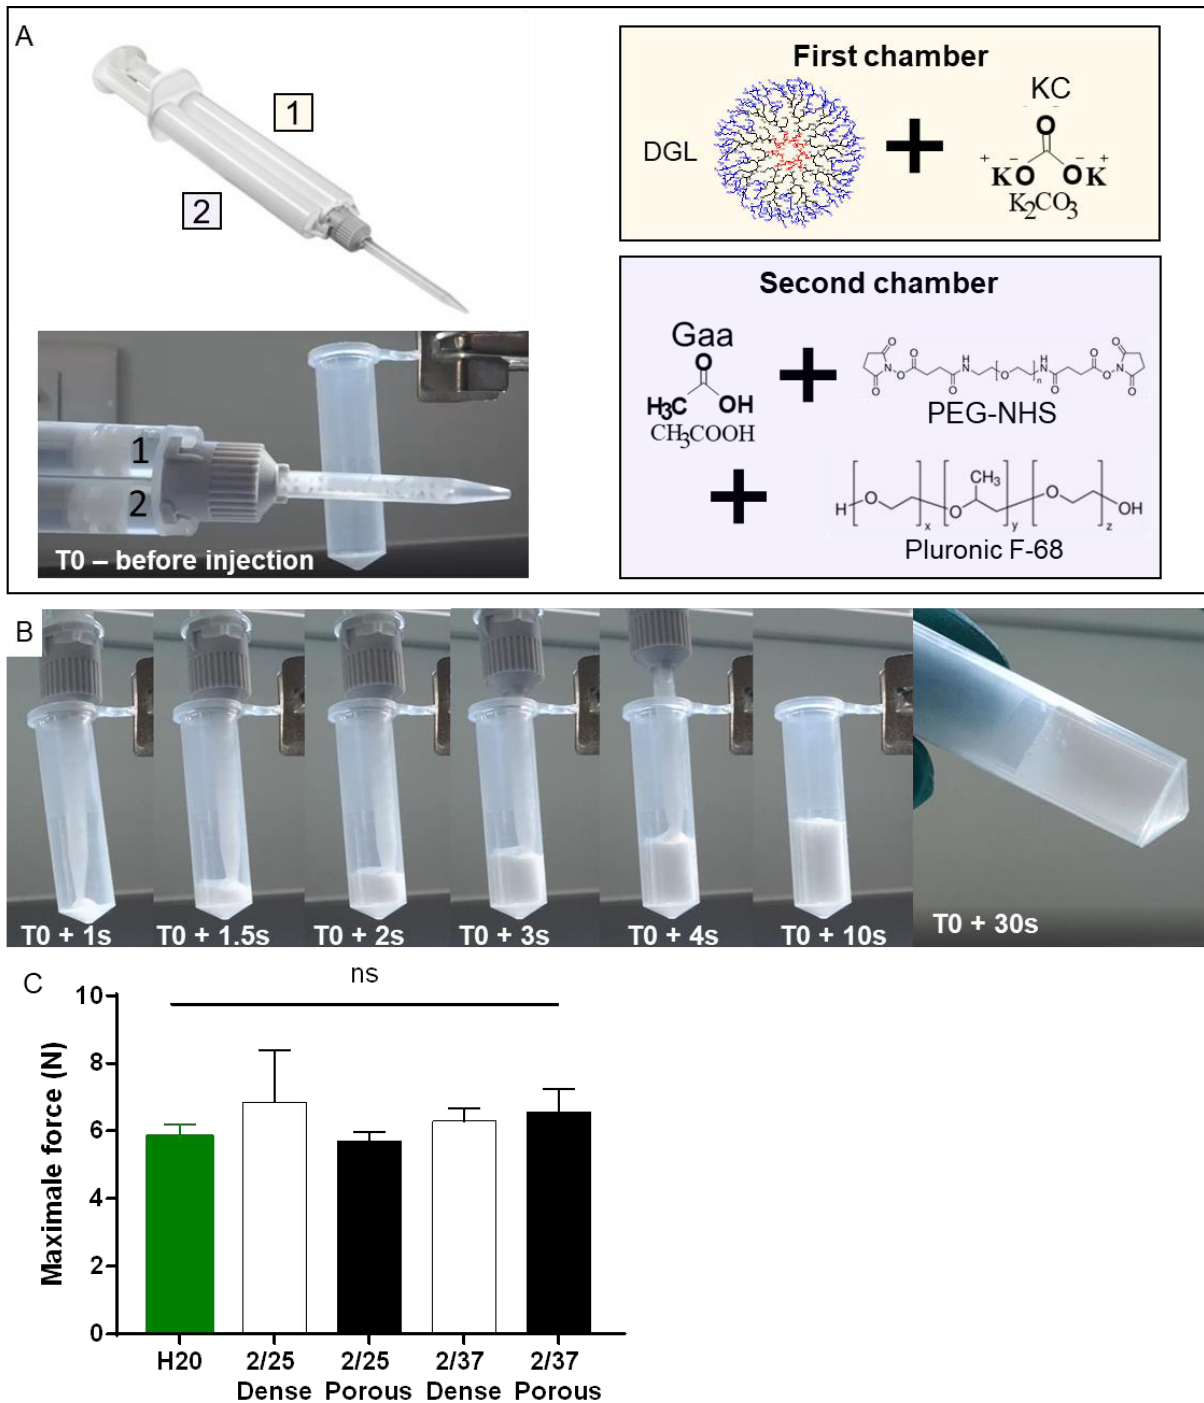 A
1
2
First chamber
DGL
KC
O
K⁺ ⁻O O⁻ K⁺
K₂CO₃
Second chamber
Gaa
O
H₃C OH
CH₃COOH
O
N
O
O
O
NH
O
n
NH
O
O
O
O
N
O
PEG-NHS
H
O
x
O
CH₃
y
O
z
OH
Pluronic F-68
1
2
T0 – before injection
B
T0 + 1s
T0 + 1.5s
T0 + 2s
T0 + 3s
T0 + 4s
T0 + 10s
T0 + 30s
C
ns
Maximale force (N)
10
8
6
4
2
0
H20
2/25 Dense
2/25 Porous
2/37 Dense
2/37 Porous